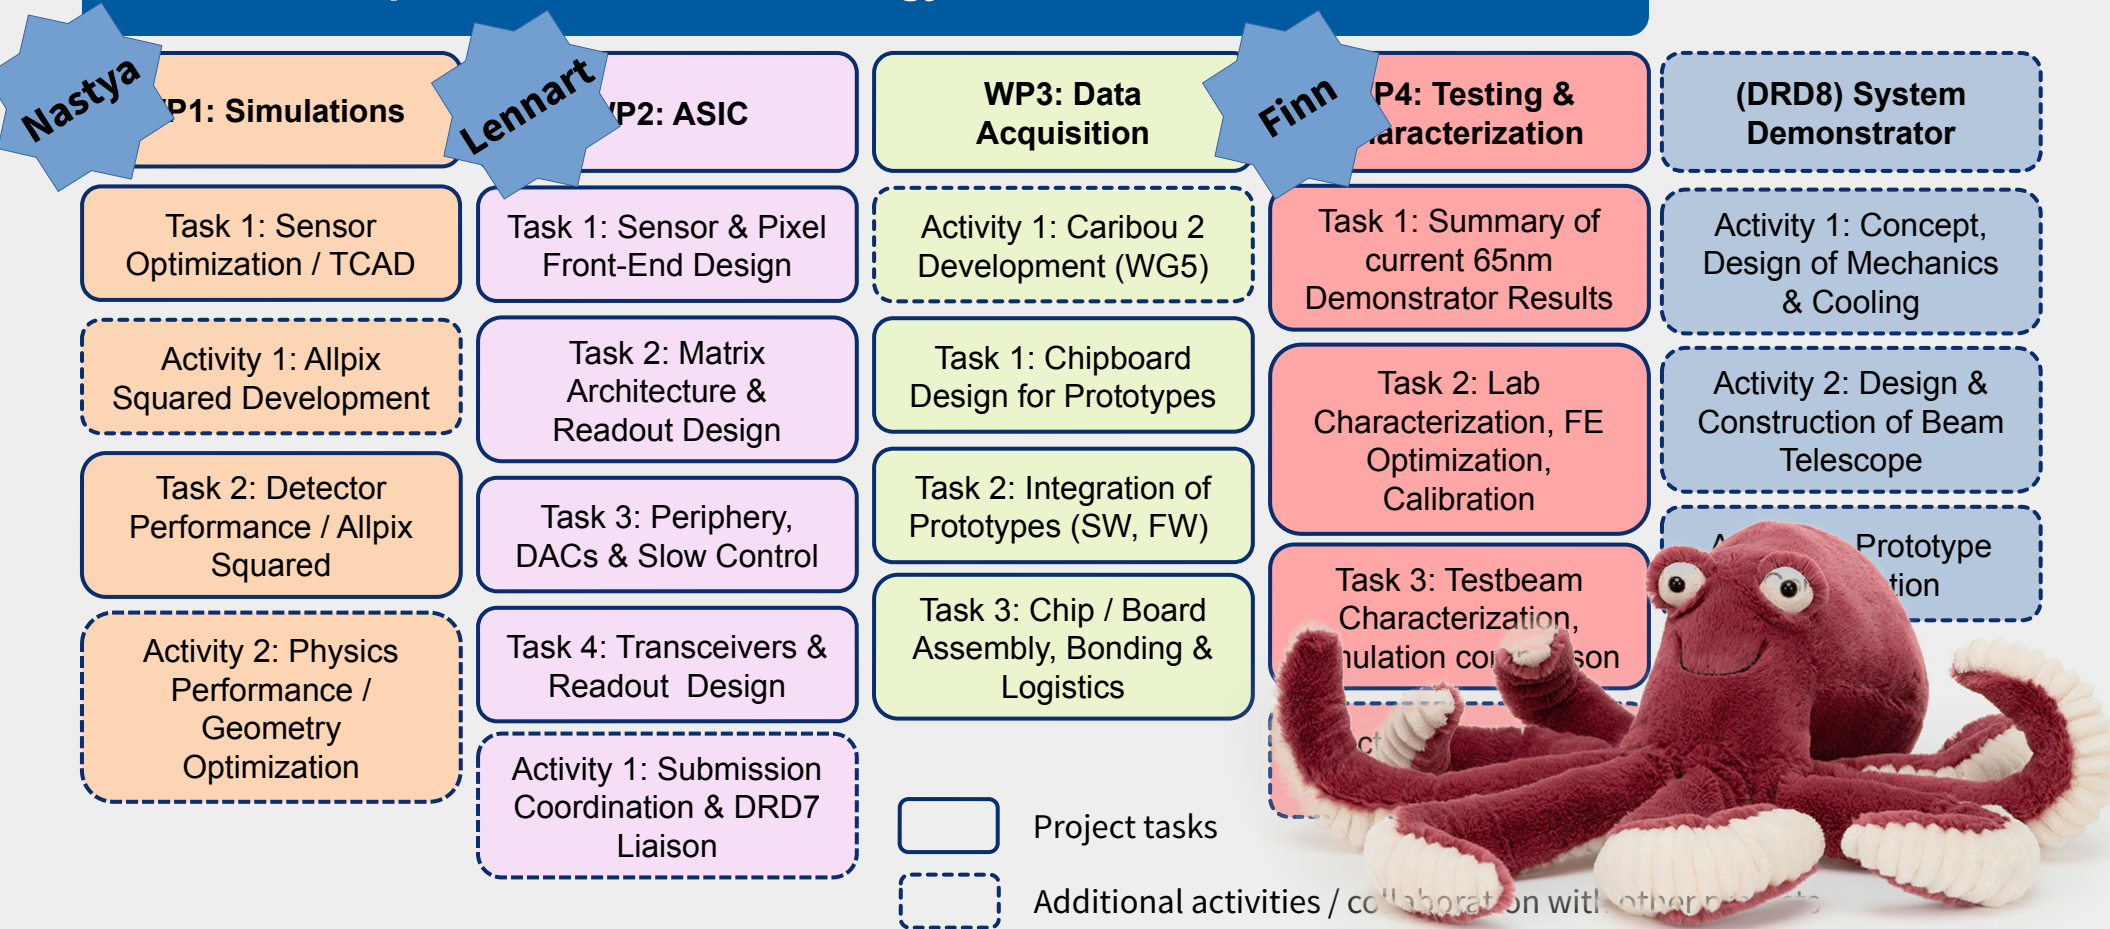 Nastya
P1: Simulations
Task 1: Sensor
Optimization / TCAD
Activity 1: Allpix
Squared Development
Task 2: Detector
Performance / Allpix
Squared
Activity 2: Physics
Performance /
Geometry
Optimization
Lennart
P2: ASIC
Task 1: Sensor & Pixel
Front-End Design
Task 2: Matrix
Architecture &
Readout Design
Task 3: Periphery,
DACs & Slow Control
Task 4: Transceivers &
Readout Design
Activity 1: Submission
Coordination & DRD7
Liaison
WP3: Data
Acquisition
Activity 1: Caribou 2
Development (WG5)
Task 1: Chipboard
Design for Prototypes
Task 2: Integration of
Prototypes (SW, FW)
Task 3: Chip / Board
Assembly, Bonding &
Logistics
Finn
P4: Testing &
aracterization
Task 1: Summary of
current 65nm
Demonstrator Results
Task 2: Lab
Characterization, FE
Optimization,
Calibration
Task 3: Testbeam
Characterization,
(DRD8) System
Demonstrator
Activity 1: Concept,
Design of Mechanics
& Cooling
Activity 2: Design &
Construction of Beam
Telescope
Prototype
Project tasks
Additional activities / collaboration with other projects